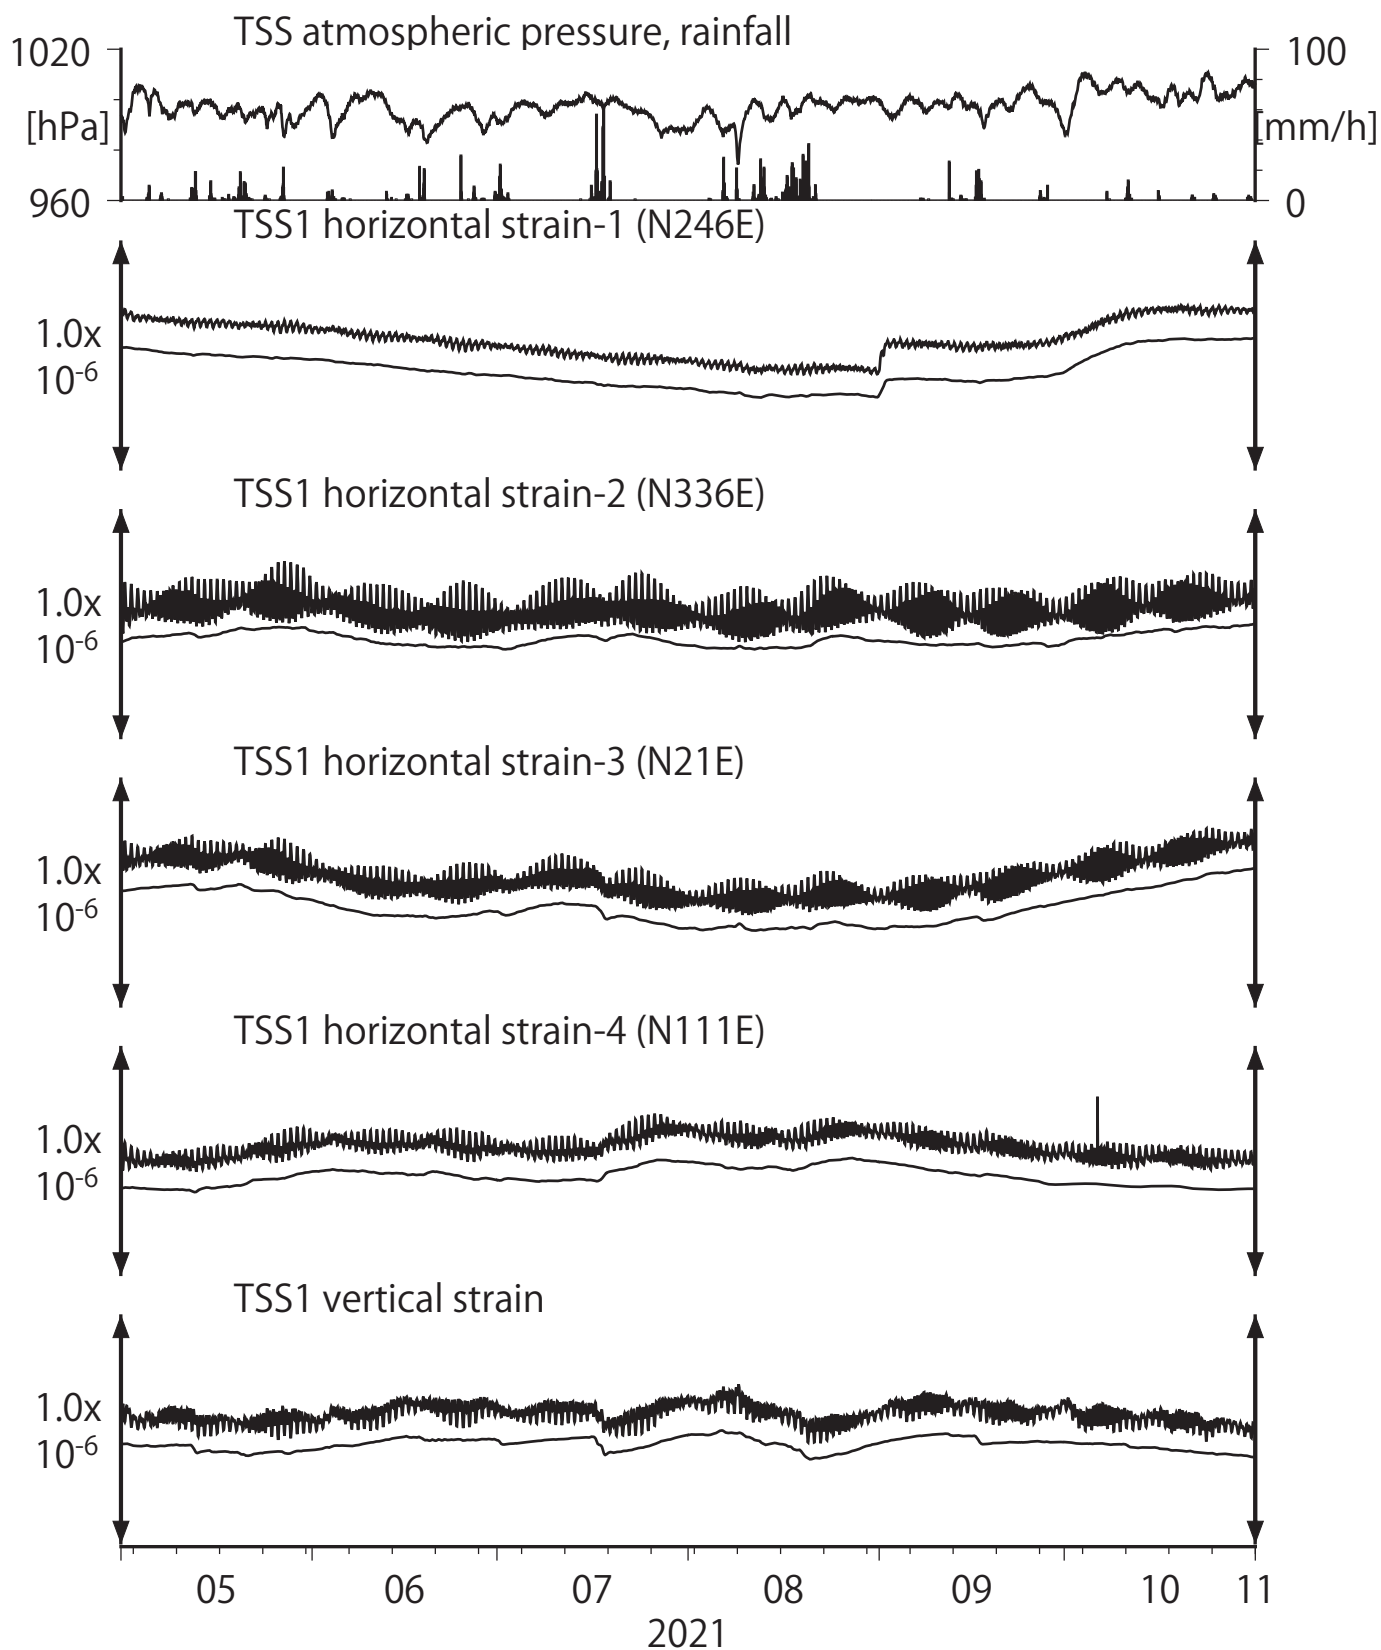 TSS atmospheric pressure, rainfall
1020
100
[hPa]
[mm/h]
960
0
TSS1 horizontal strain-1 (N246E)
1.0x
10-6
TSS1 horizontal strain-2 (N336E)
1.0x
10-6
TSS1 horizontal strain-3 (N21E)
1.0x
10-6
TSS1 horizontal strain-4 (N111E)
1.0x
10-6
TSS1 vertical strain
1.0x
10-6
05 06 07 08 09 10 11
2021